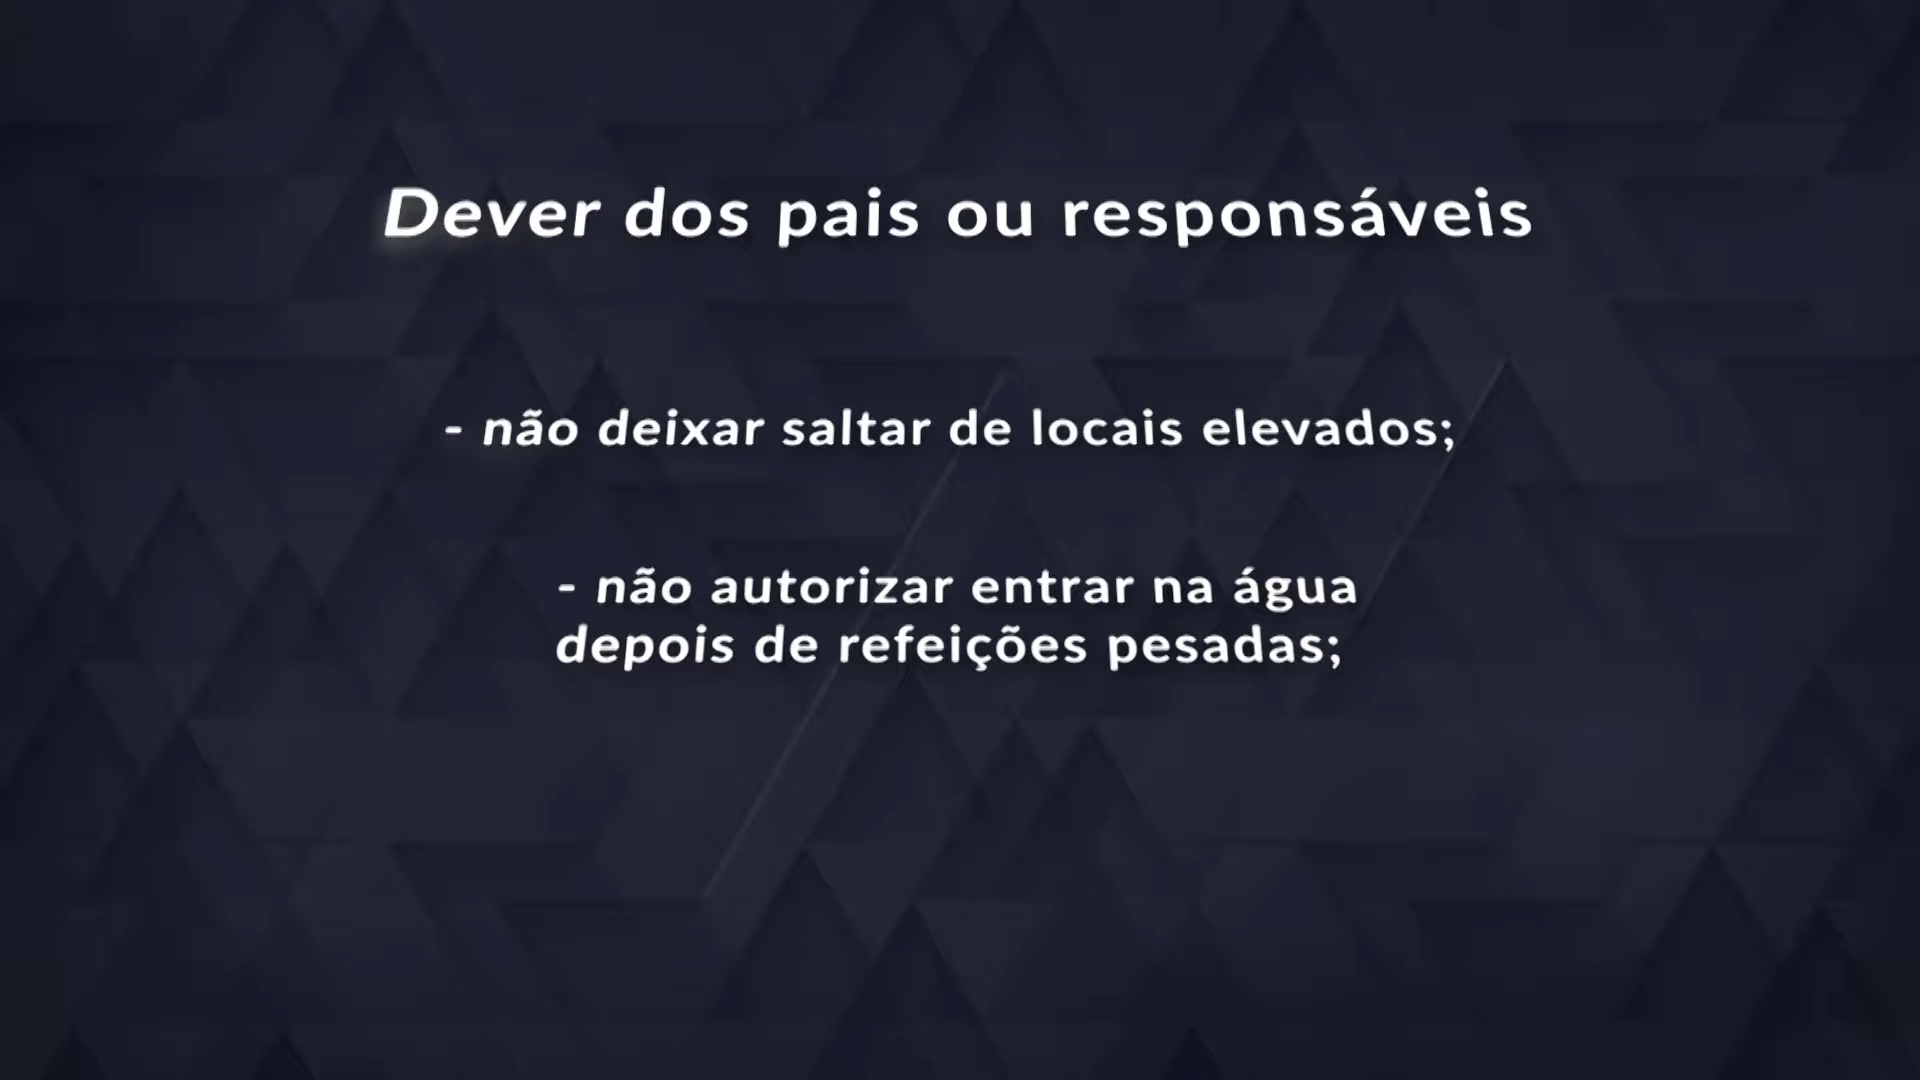 Dever dos pais ou responsáveis
- não deixar saltar de locais elevados;
- não autorizar entrar na água
depois de refeições pesadas;